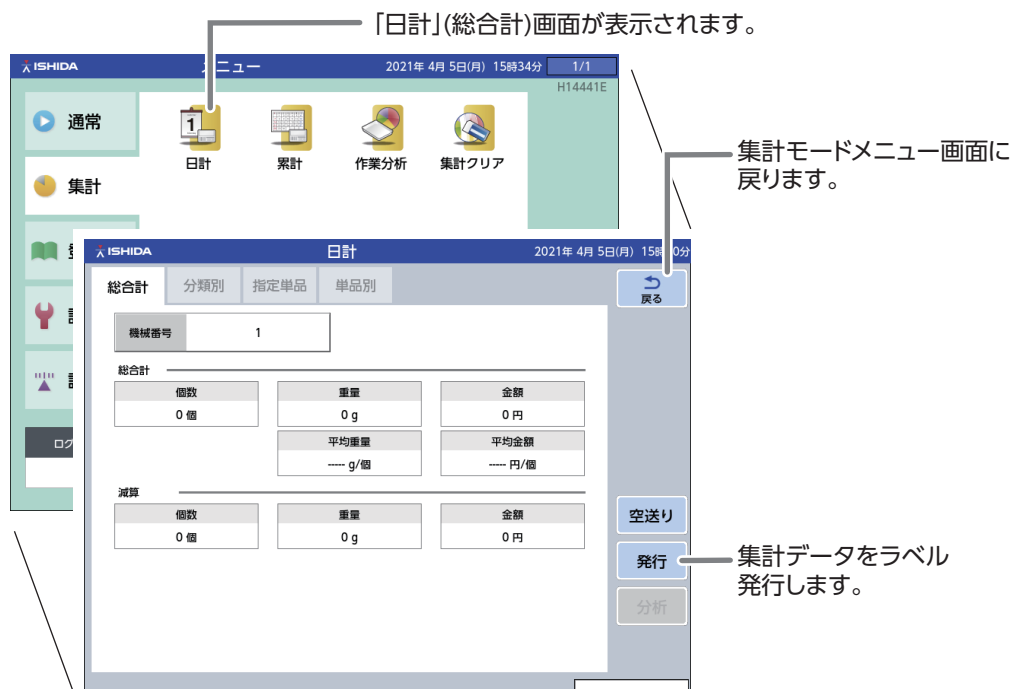 「日計」(総合計)画面が表示されます。
ISHIDA
メニュー
2021年 4月 5日(月) 15時34分
1/1
H14441E
通常
日計
累計
作業分析
集計クリア
集計
集計モードメニュー画面に
戻ります。
ISHIDA
日計
2021年 4月 5日(月) 15時 0分
総合計
分類別
指定単品
単品別
戻る
機械番号
1
総合計
個数
重量
金額
0 個
0 g
0 円
平均重量
平均金額
----- g/個
---- 円/個
減算
個数
重量
金額
0 個
0 g
0 円
空送り
発行
分析
集計データをラベル
発行します。
ログ